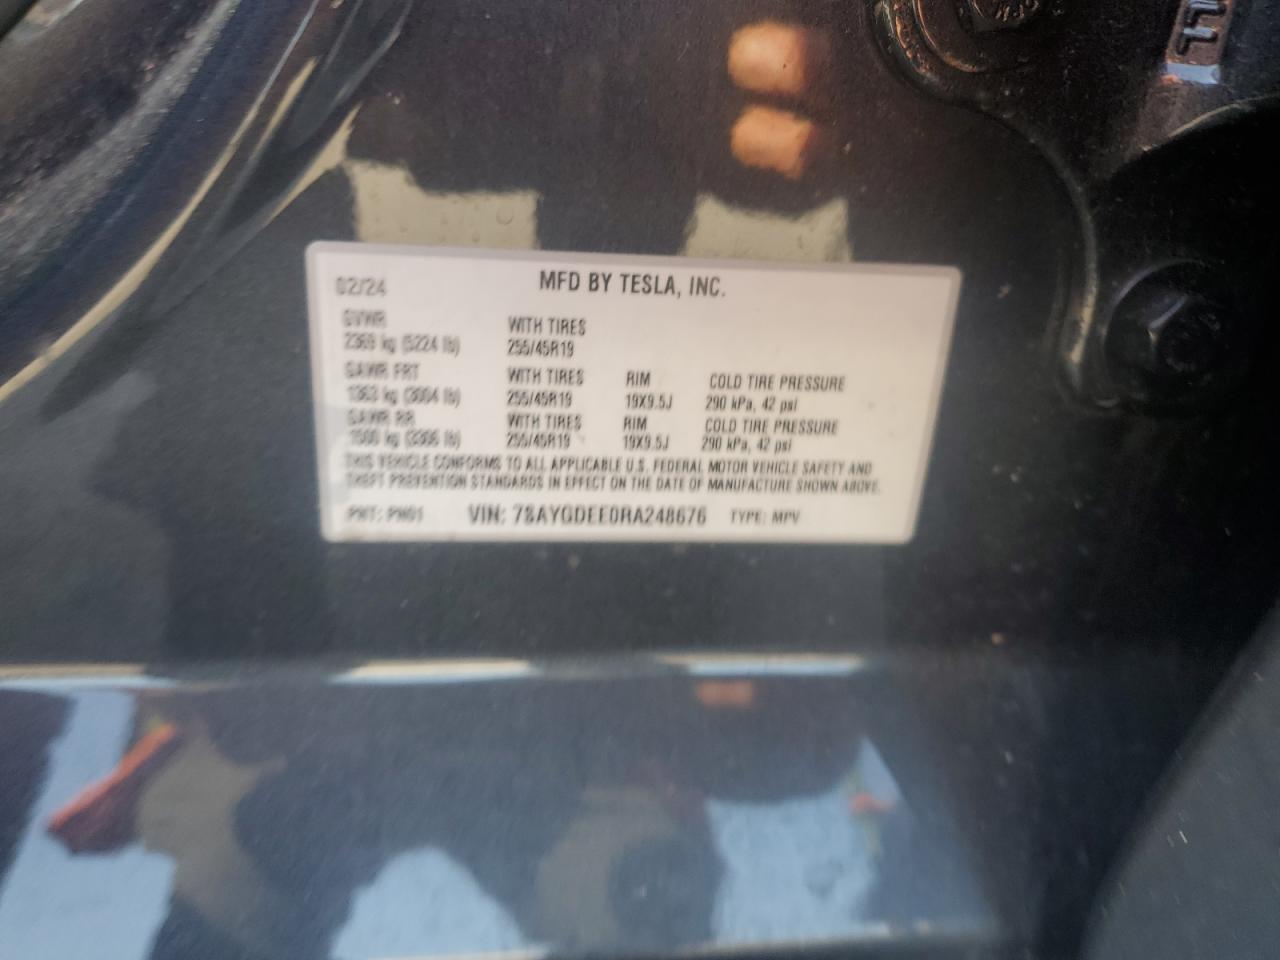 02/24 MFD BY TESLA, INC.
GVWR WITH TIRES
2369 kg (5224 lb) 255/45R19
GAWR FRT WITH TIRES RIM COLD TIRE PRESSURE
1363 kg (3004 lb) 255/45R19 19X9.5J 290 kPa, 42 psi
GAWR RR WITH TIRES RIM COLD TIRE PRESSURE
1500 kg (3306 lb) 255/45R19 19X9.5J 290 kPa, 42 psi
THIS VEHICLE CONFORMS TO ALL APPLICABLE U.S. FEDERAL MOTOR VEHICLE SAFETY AND
THEFT PREVENTION STANDARDS IN EFFECT ON THE DATE OF MANUFACTURE SHOWN ABOVE.
PNT: PN01 VIN: 7SAYGDEE0RA248676 TYPE: MPV